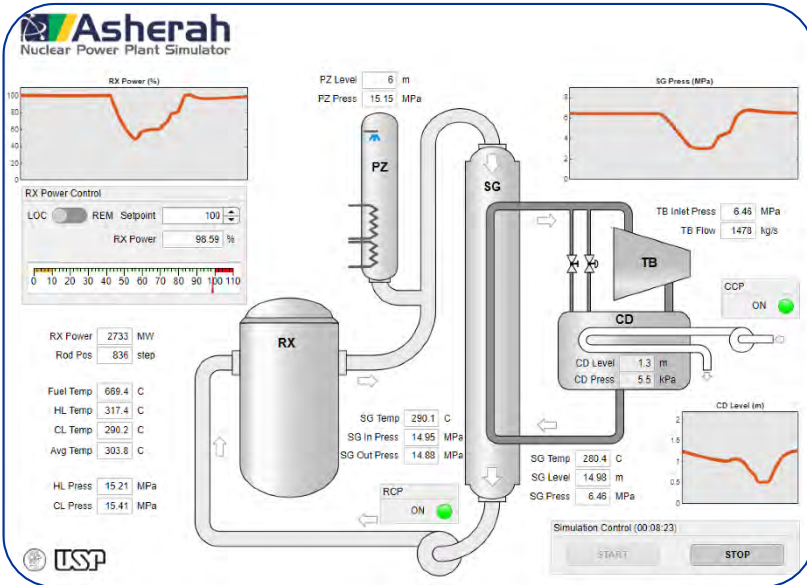 Asherah
Nuclear Power Plant Simulator
RX Power (%)
100
80
60
40
20
0
RX Power Control
LOC REM Setpoint 100
RX Power 98.59 %
0 10 20 30 40 50 60 70 80 90 100 110
RX Power 2733 MW
Rod Pos 836 step
Fuel Temp 669.4 C
HL Temp 317.4 C
CL Temp 290.2 C
Avg Temp 303.8 C
HL Press 15.21 MPa
CL Press 15.41 MPa
USP
PZ Level 6 m
PZ Press 15.15 MPa
PZ
RX
SG
SG Temp 290.1 C
SG In Press 14.95 MPa
SG Out Press 14.88 MPa
RCP
ON
SG Press (MPa)
8
6
4
2
0
TB Inlet Press 6.46 MPa
TB Flow 1478 kg/s
TB
CCP
ON
CD
CD Level 1.3 m
CD Press 5.5 kPa
CD Level (m)
2
1.5
1
0.5
0
SG Temp 280.4 C
SG Level 14.98 m
SG Press 6.46 MPa
Simulation Control (00:08:23)
START
STOP